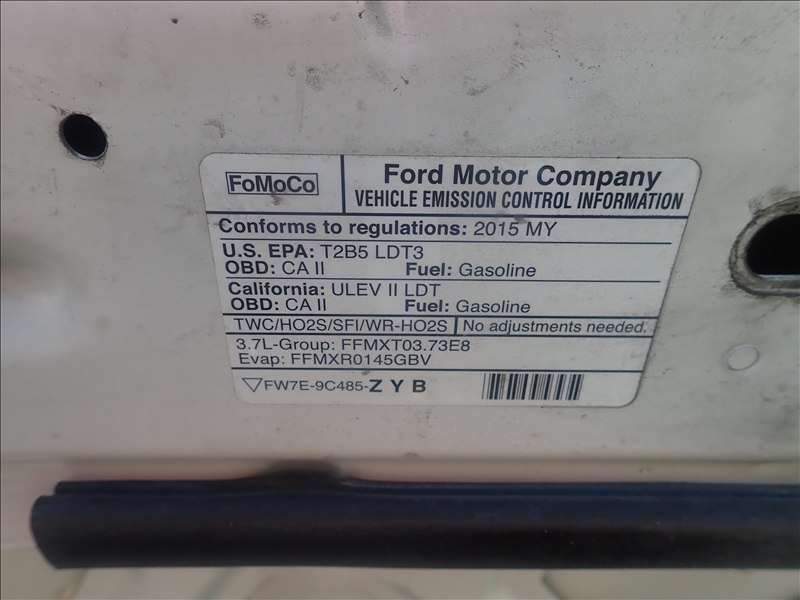 FoMoCo
Ford Motor Company
VEHICLE EMISSION CONTROL INFORMATION
Conforms to regulations: 2015 MY
U.S. EPA: T2B5 LDT3
OBD: CA II Fuel: Gasoline
California: ULEV II LDT
OBD: CA II Fuel: Gasoline
TWC/HO2S/SFI/WR-HO2S No adjustments needed.
3.7L-Group: FFMXT03.73E8
Evap: FFMXR0145GBV
FW7E-9C485-Z Y B